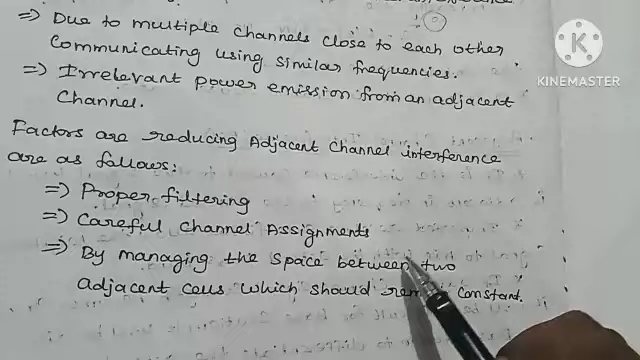 => Due to multiple channels close to each other
communicating using similar frequencies.
=> Irrelevant power emission from an adjacent
channel.
K
KINEMASTER
Factors are reducing Adjacent channel interference
are as follows:
=> Proper filtering
=> Careful channel Assignments
=> By managing the space between two
adjacent cells which should constant.